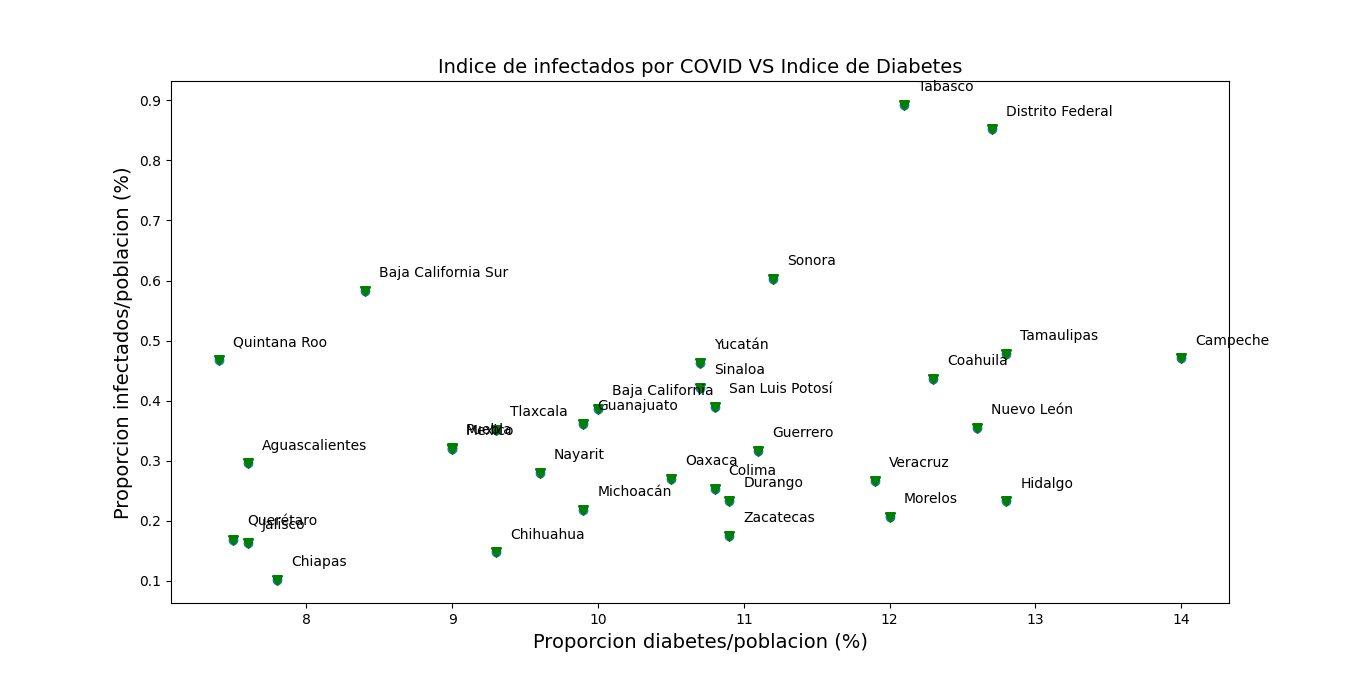 Indice de infectados por COVID VS Indice de Diabetes
Proporcion infectados/poblacion (%)
0.9
0.8
0.7
0.6
0.5
0.4
0.3
0.2
0.1
Tabasco
Distrito Federal
Sonora
Baja California Sur
Quintana Roo
Yucatán
Tamaulipas
Campeche
Sinaloa
Coahuila
Baja California
San Luis Potosí
Guanajuato
Tlaxcala
Nuevo León
Puebla
Mexico
Guerrero
Aguascalientes
Nayarit
Oaxaca
Colima
Veracruz
Michoacán
Durango
Hidalgo
Morelos
Querétaro
Jalisco
Zacatecas
Chihuahua
Chiapas
8 9 10 11 12 13 14
Proporcion diabetes/poblacion (%)